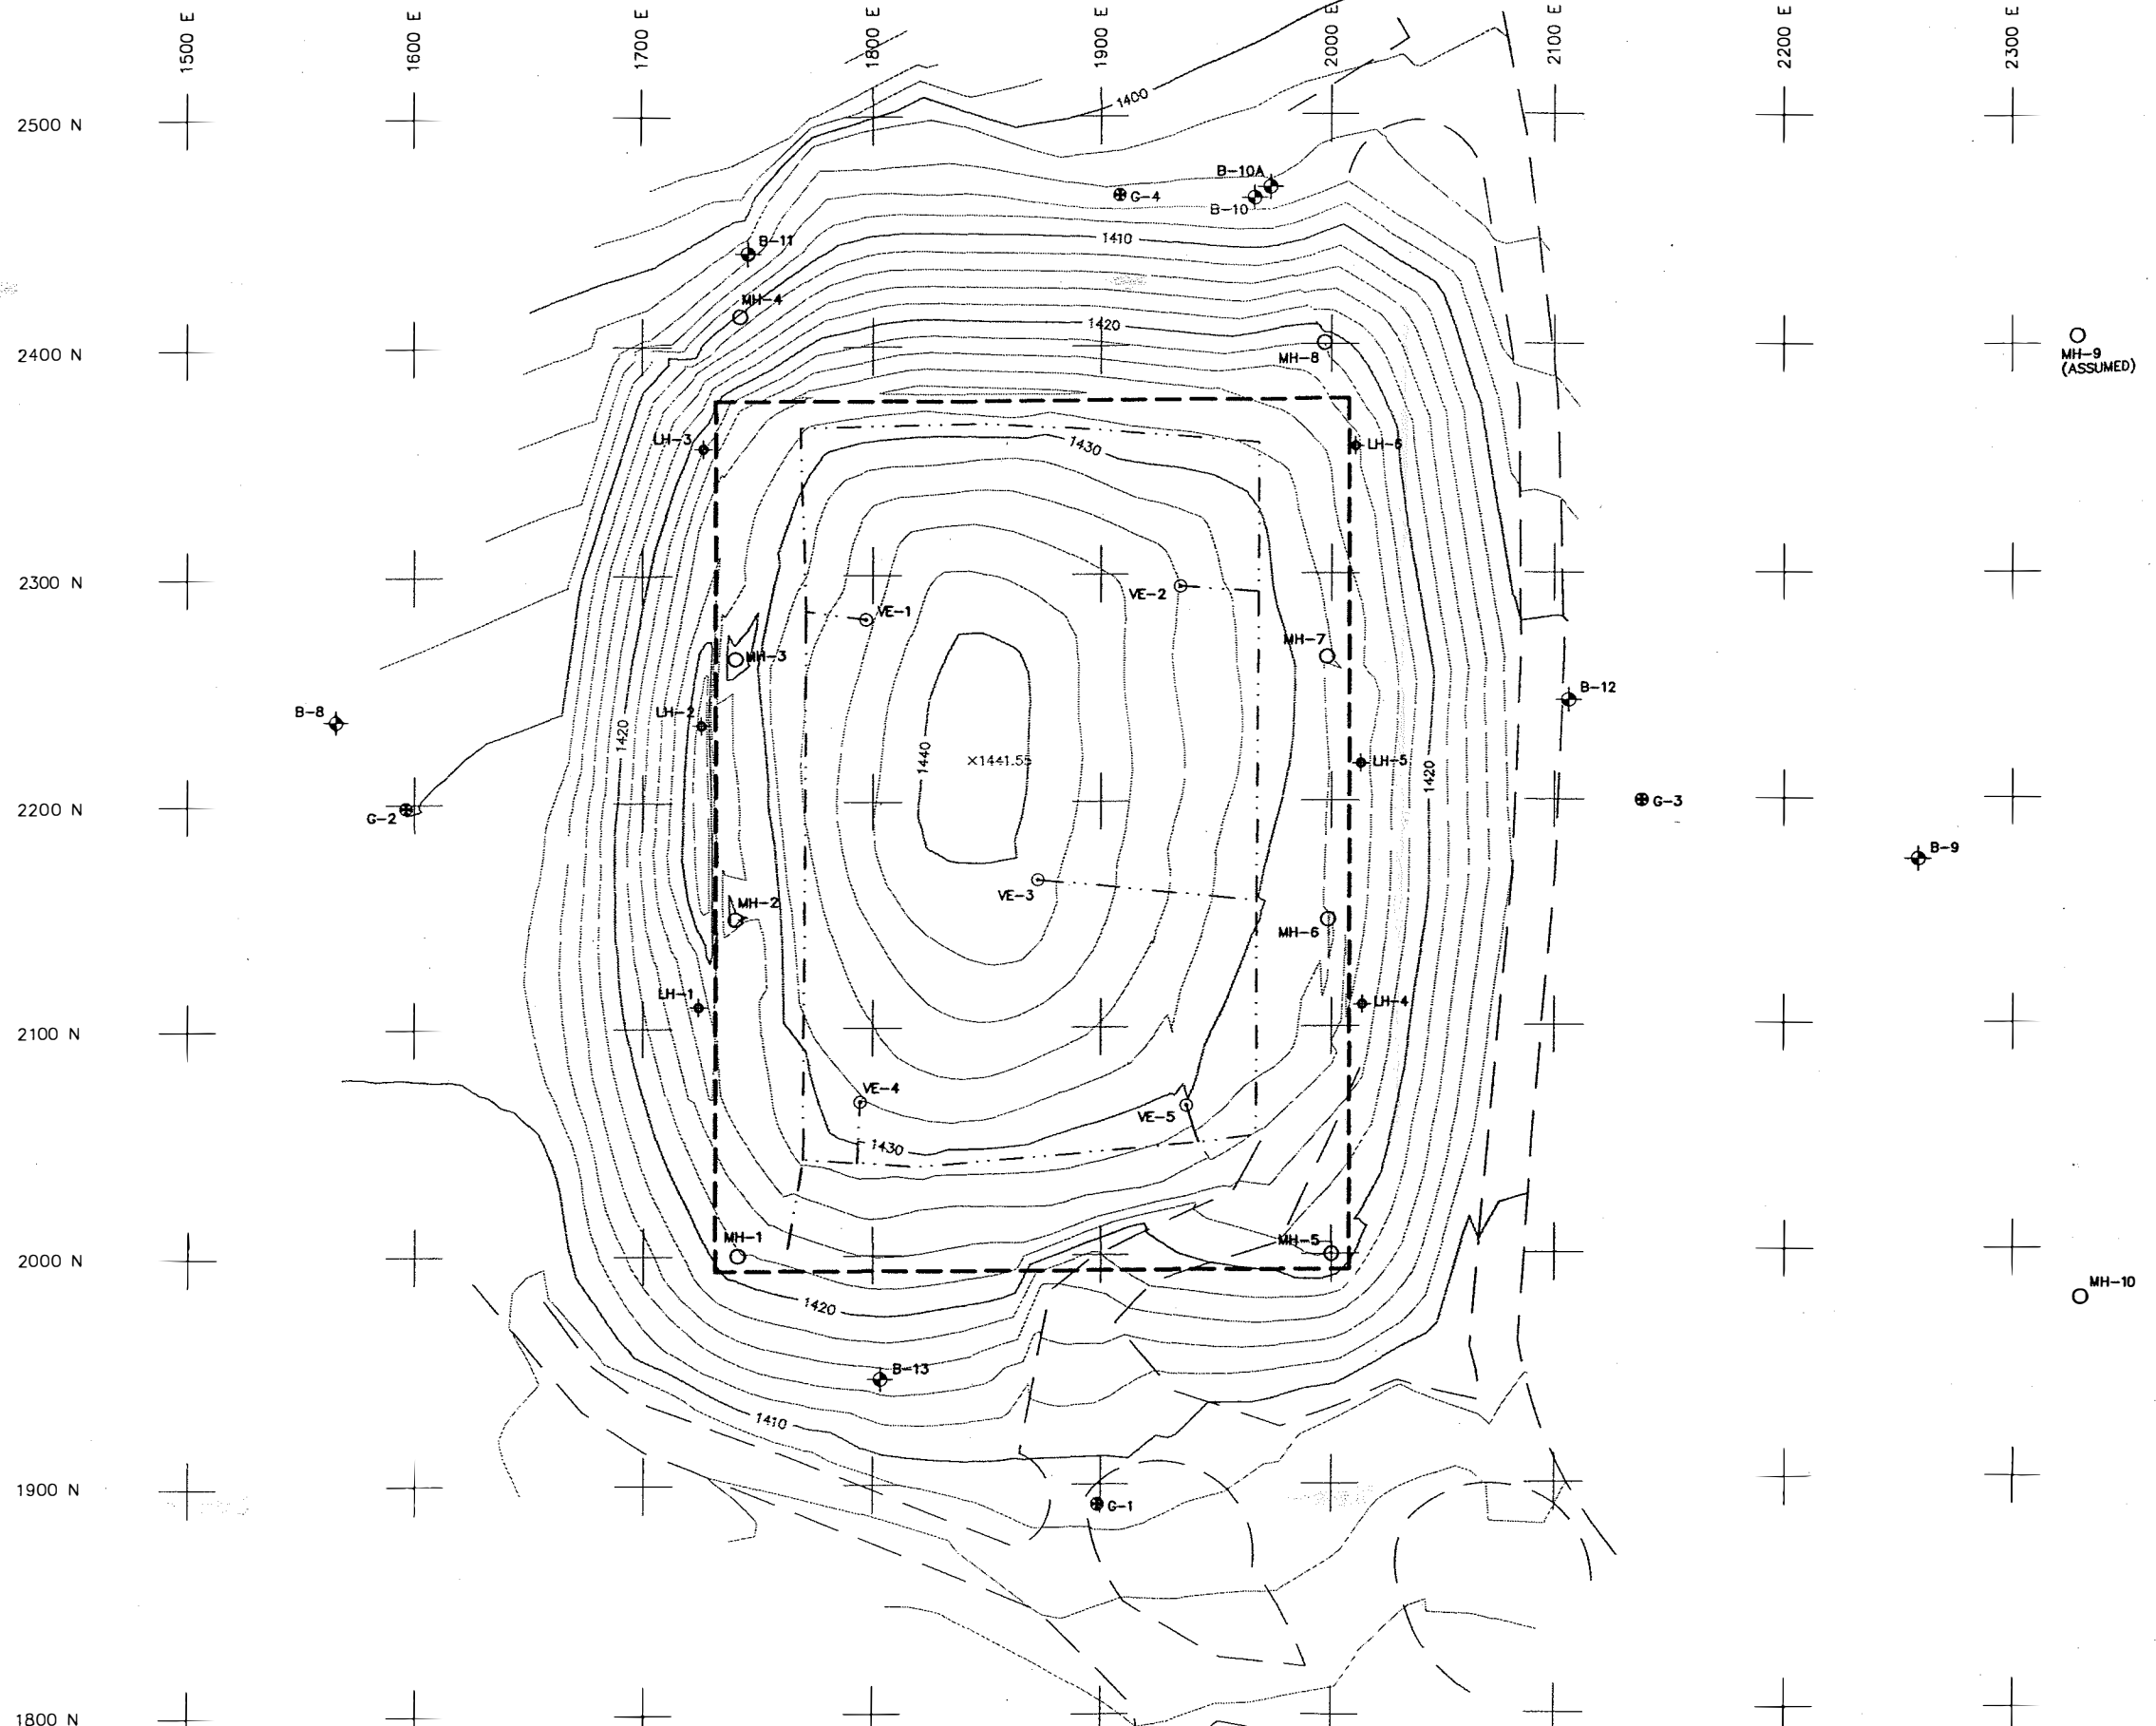 1500 E
1600 E
1700 E
1800 E
1900 E
2000 E
2100 E
2200 E
2300 E
1400
2500 N
B-10A
G-4
B-10
B-11
1410
MH-4
1420
2400 N
MH-8
MH-9
(ASSUMED)
LH-3
1430
LH-6
2300 N
VE-2
VE-1
MH-7
MH-3
B-12
B-8
LH-2
1420
1440
×1441.55
LH-5
1420
G-3
2200 N
G-2
B-9
VE-3
MH-2
MH-6
LH-1
LH-4
2100 N
VE-4
VE-5
1430
MH-1
MH-5
2000 N
MH-10
1420
B-13
1410
1900 N
G-1
1800 N